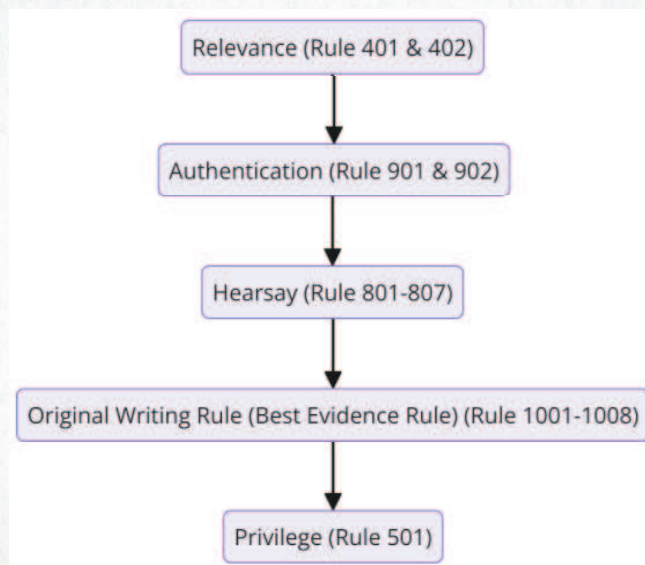 Relevance (Rule 401 & 402)
Authentication (Rule 901 & 902)
Hearsay (Rule 801-807)
Original Writing Rule (Best Evidence Rule) (Rule 1001-1008)
Privilege (Rule 501)